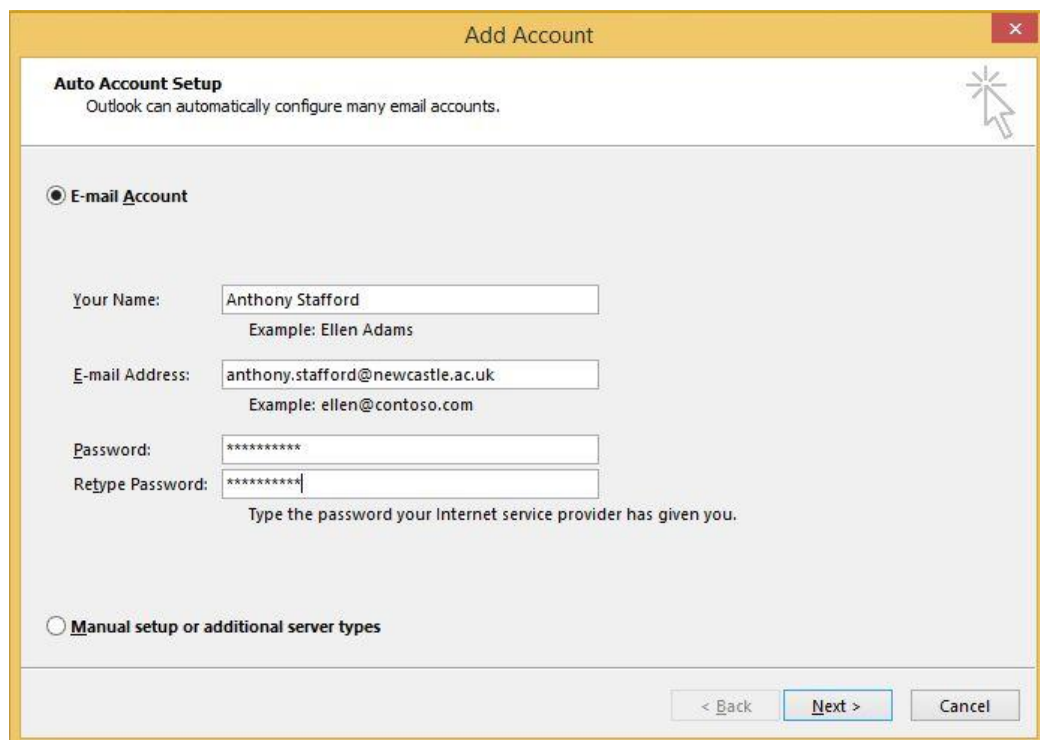 Add Account
Auto Account Setup
Outlook can automatically configure many email accounts.
E-mail Account
Your Name: Anthony Stafford
Example: Ellen Adams
E-mail Address: anthony.stafford@newcastle.ac.uk
Example: ellen@contoso.com
Password: **********
Retype Password: **********
Type the password your Internet service provider has given you.
Manual setup or additional server types
< Back Next > Cancel